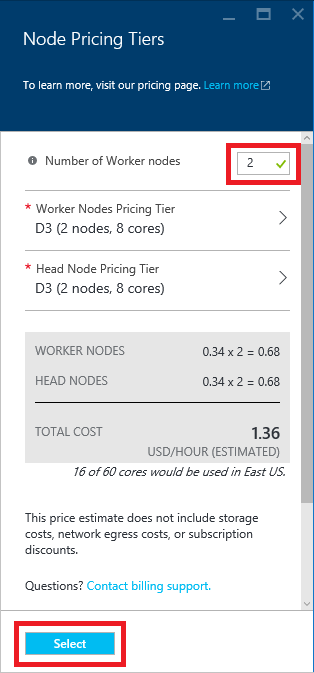 Node Pricing Tiers
To learn more, visit our pricing page. Learn more
Number of Worker nodes
2
* Worker Nodes Pricing Tier
D3 (2 nodes, 8 cores)
* Head Node Pricing Tier
D3 (2 nodes, 8 cores)
WORKER NODES 0.34 x 2 = 0.68
HEAD NODES 0.34 x 2 = 0.68
TOTAL COST 1.36
USD/HOUR (ESTIMATED)
16 of 60 cores would be used in East US.
This price estimate does not include storage
costs, network egress costs, or subscription
discounts.
Questions? Contact billing support.
Select